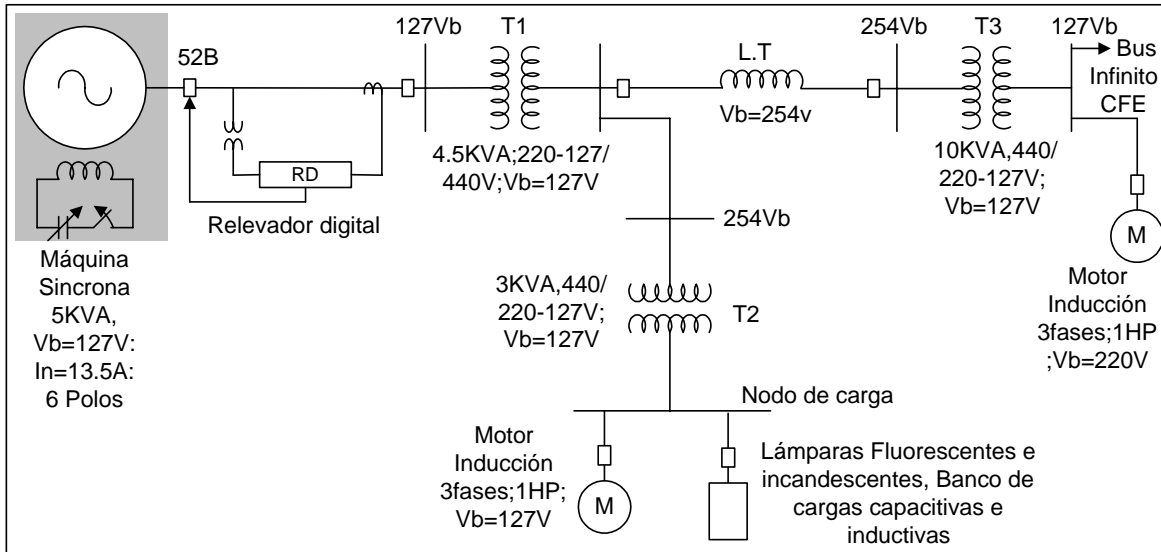 52B
127Vb
T1
L.T
Vb=254v
254Vb
T3
127Vb
Bus
Infinito
CFE
4.5KVA;220-127/
440V;Vb=127V
10KVA,440/
220-127V;
Vb=127V
RD
Relevador digital
254Vb
M
Máquina
Sincrona
5KVA,
Vb=127V:
In=13.5A:
6 Polos
3KVA,440/
220-127V;
Vb=127V
T2
Motor
Inducción
3fases;1HP
;Vb=220V
Nodo de carga
Motor
Inducción
3fases;1HP;
Vb=127V
M
Lámparas Fluorescentes e
incandescentes, Banco de
cargas capacitivas e
inductivas